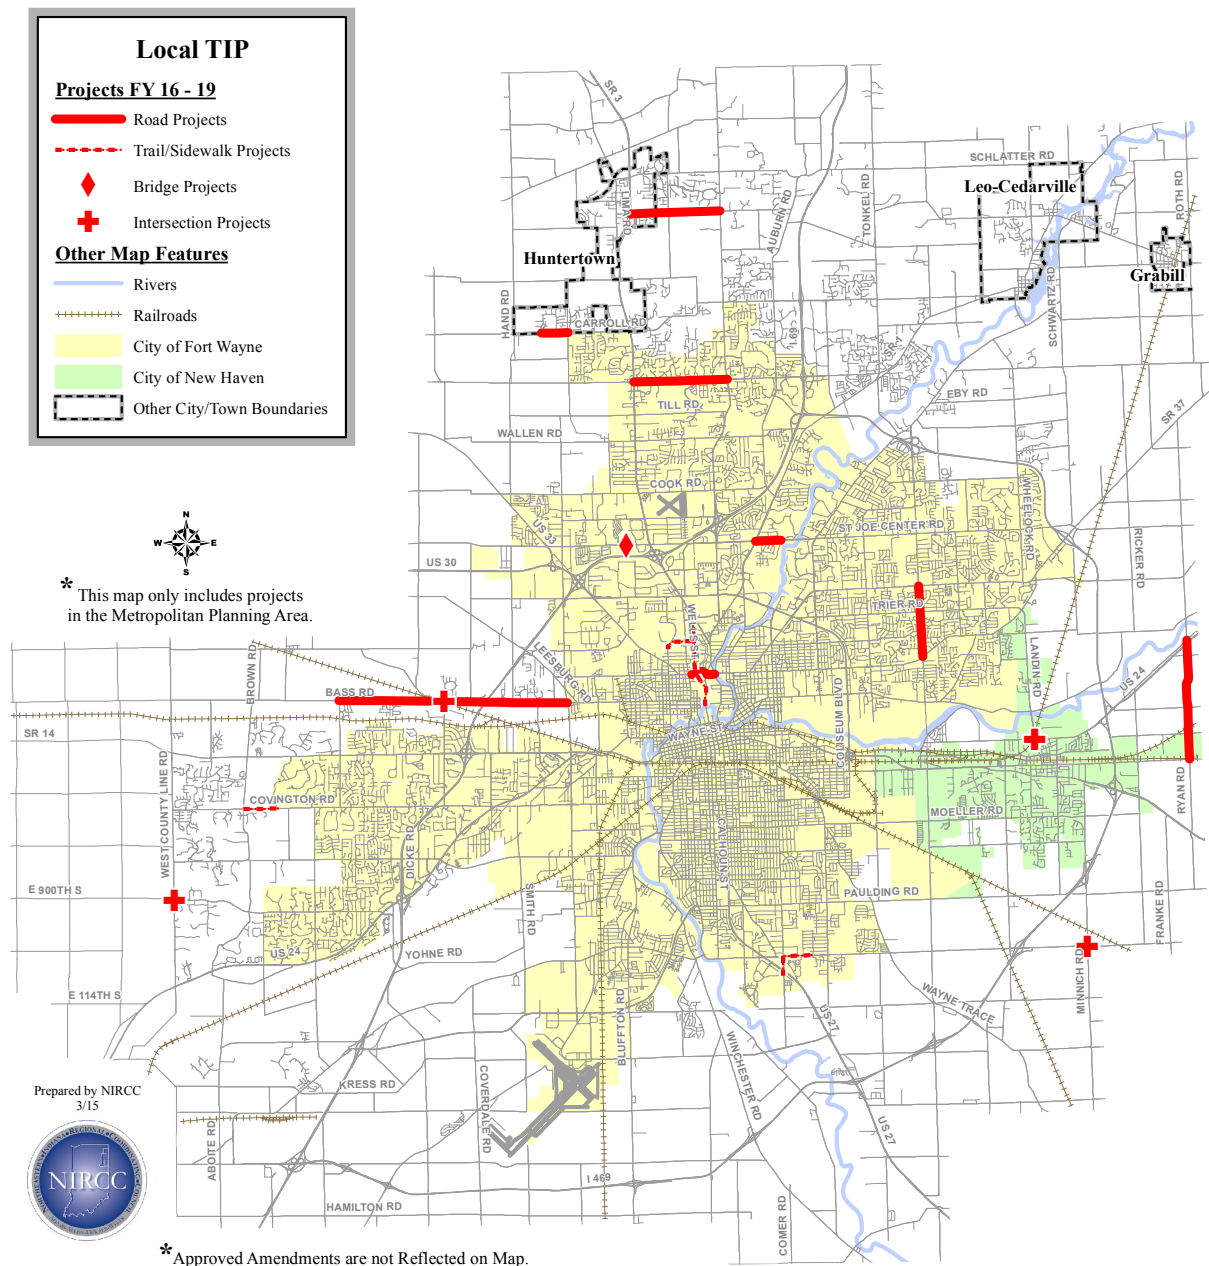 Local TIP
Projects FY 16 - 19
Road Projects
Trail/Sidewalk Projects
Bridge Projects
Intersection Projects
Other Map Features
Rivers
Railroads
City of Fort Wayne
City of New Haven
Other City/Town Boundaries
N
W E
S
* This map only includes projects
in the Metropolitan Planning Area.
SR 3
SCHLATTER RD
Leo-Cedarville
ROTH RD
LIMA RD
AUBURN RD
TONKEL RD
Huntertown
Grabill
HAND RD
CARROLL RD
I 69
SCHWARTZ RD
SR 1
EBY RD
SR 37
TILL RD
WALLEN RD
COOK RD
WHEELOCK RD
US 33
ST JOE CENTER RD
RICKER RD
US 30
TRIER RD
WELLS ST
LANDIN RD
LEESBURG RD
BROWN RD
US 24
BASS RD
COLISEUM BLVD
SR 14
WAYNE ST
WEST COUNTY LINE RD
COVINGTON RD
RYAN RD
MOELLER RD
DICKE RD
CALHOUN ST
E 900TH S
SMITH RD
PAULDING RD
FRANKE RD
US 24
YOHNE RD
MINNICH RD
E 114TH S
WAYNE TRACE
BLUFFTON RD
US 27
WINCHESTER RD
KRESS RD
COVERDALE RD
Prepared by NIRCC
3/15
ABOITE RD
US 27
NIRCC
I 469
HAMILTON RD
COMER RD
*Approved Amendments are not Reflected on Map.